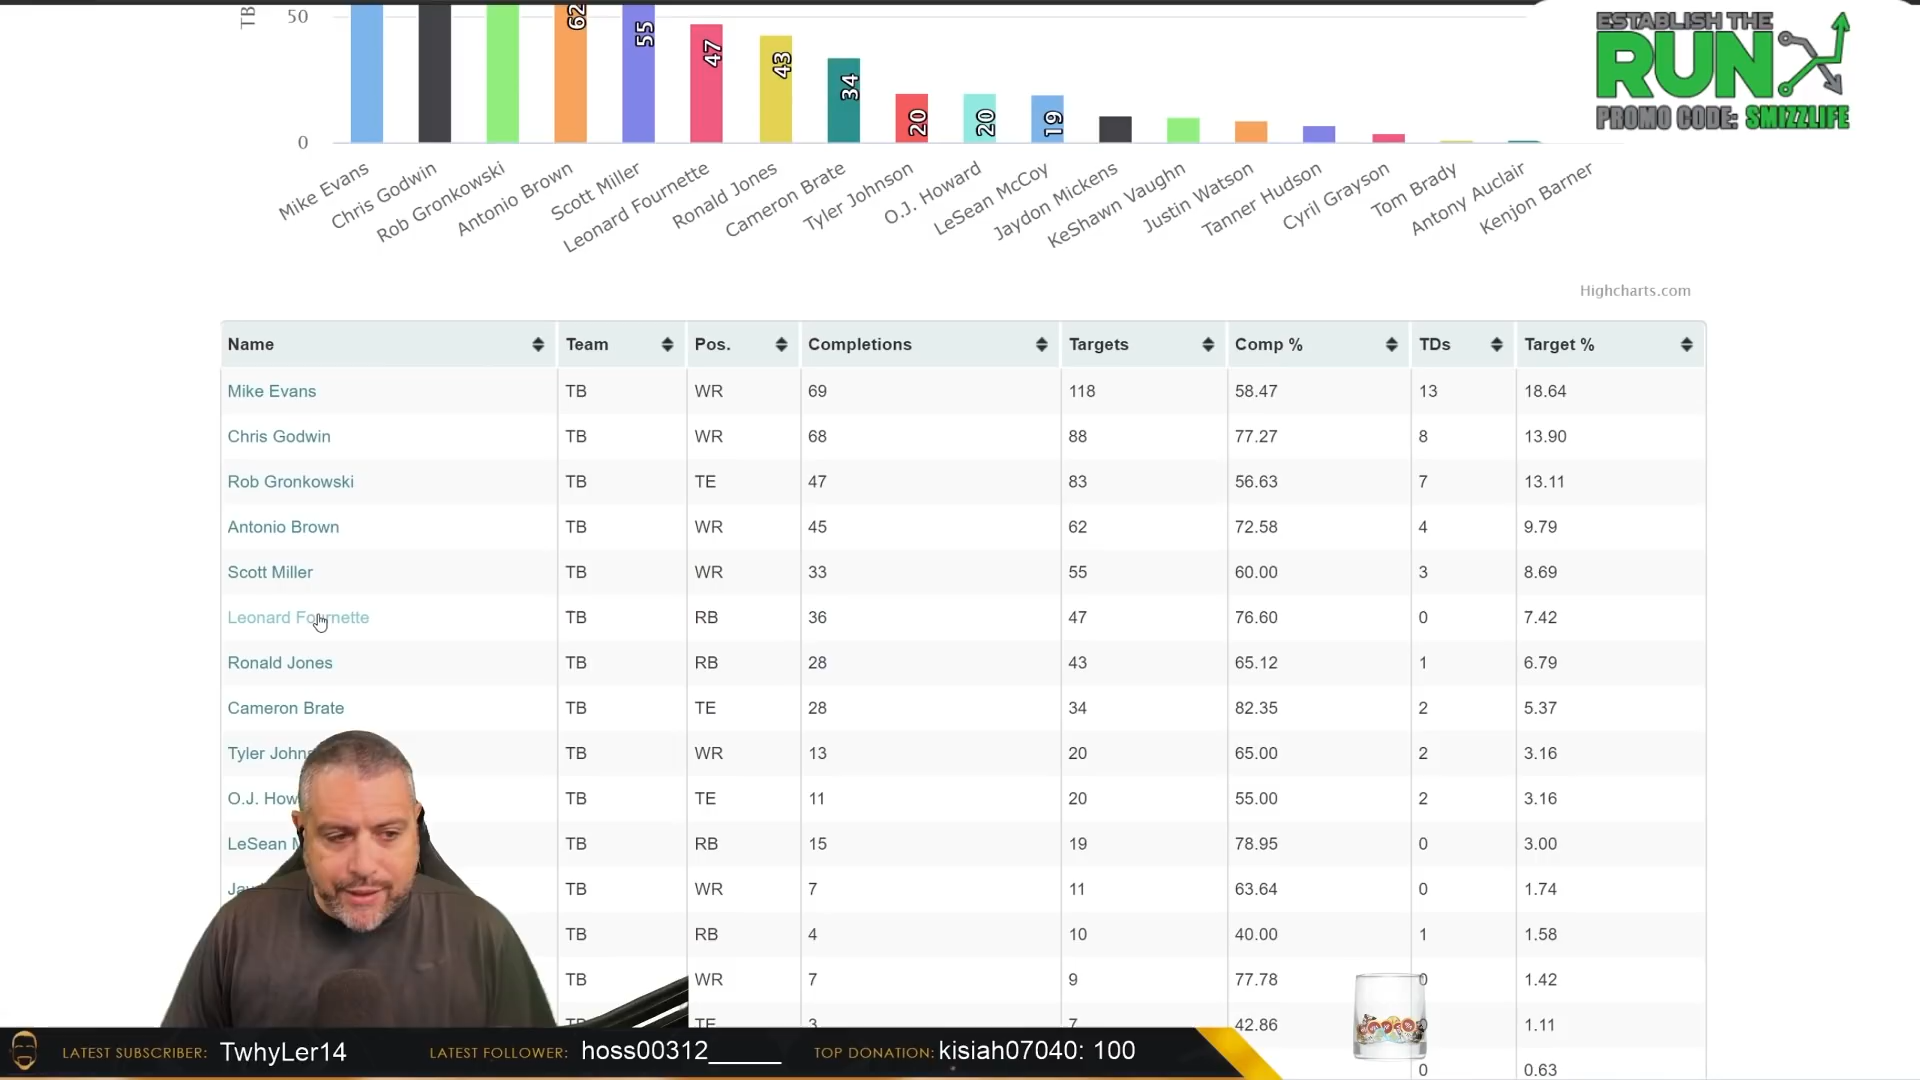 TB
50
0
62
55
47
43
34
20
20
19
Mike Evans
Chris Godwin
Rob Gronkowski
Antonio Brown
Scott Miller
Leonard Fournette
Ronald Jones
Cameron Brate
Tyler Johnson
O.J. Howard
LeSean McCoy
Jaydon Mickens
KeShawn Vaughn
Justin Watson
Tanner Hudson
Cyril Grayson
Tom Brady
Antony Auclair
Kenjon Barner
ESTABLISH THE
RUN
PROMO CODE: SMIZZLIFE
Highcharts.com
Name Team Pos. Completions Targets Comp % TDs Target %
Mike Evans TB WR 69 118 58.47 13 18.64
Chris Godwin TB WR 68 88 77.27 8 13.90
Rob Gronkowski TB TE 47 83 56.63 7 13.11
Antonio Brown TB WR 45 62 72.58 4 9.79
Scott Miller TB WR 33 55 60.00 3 8.69
Leonard Fournette TB RB 36 47 76.60 0 7.42
Ronald Jones TB RB 28 43 65.12 1 6.79
Cameron Brate TB TE 28 34 82.35 2 5.37
Tyler John TB WR 13 20 65.00 2 3.16
O.J. How TB TE 11 20 55.00 2 3.16
LeSean TB RB 15 19 78.95 0 3.00
TB WR 7 11 63.64 0 1.74
TB RB 4 10 40.00 1 1.58
TB WR 7 9 77.78 0 1.42
TB TE 3 7 42.86 1.11
0 0.63
LATEST SUBSCRIBER: TwhyLer14 LATEST FOLLOWER: hoss00312_____ TOP DONATION: kisiah07040: 100